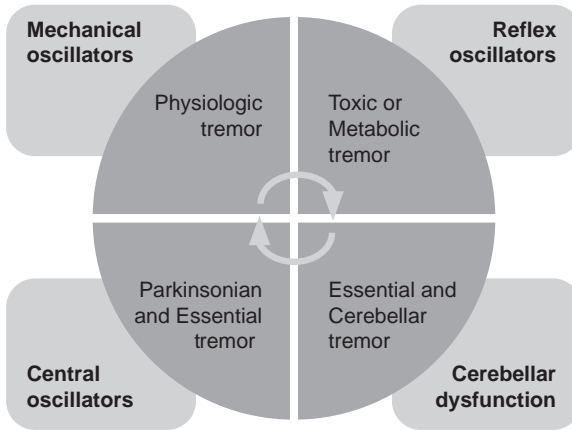 Mechanical
oscillators
Reflex
oscillators
Physiologic
tremor
Toxic or
Metabolic
tremor
Parkinsonian
and Essential
tremor
Essential and
Cerebellar
tremor
Central
oscillators
Cerebellar
dysfunction